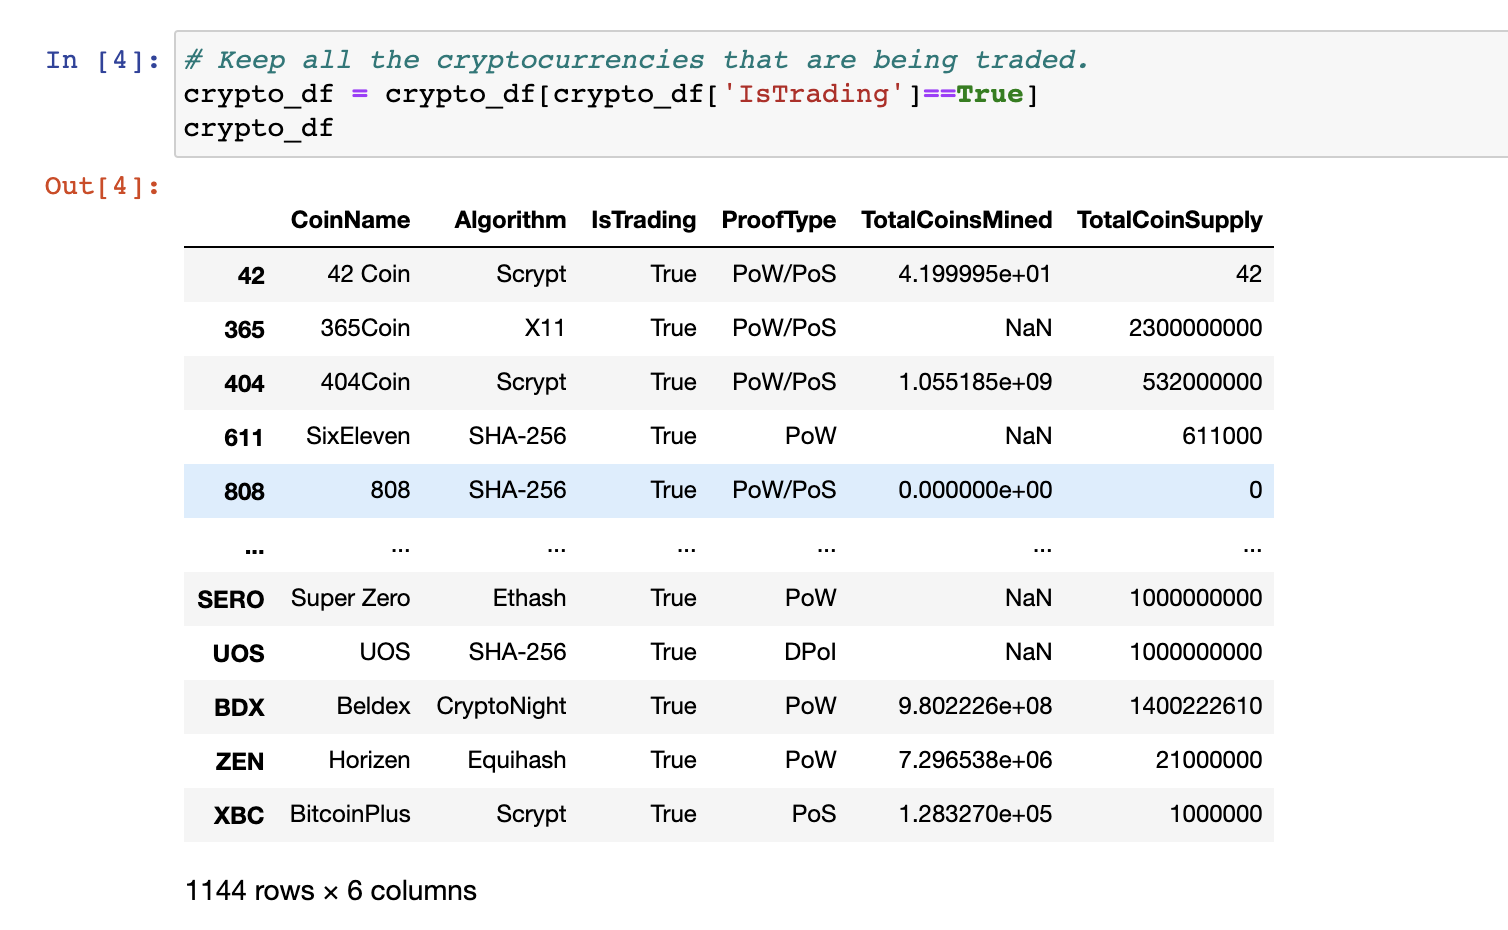 In [4]: # Keep all the cryptocurrencies that are being traded.
crypto_df = crypto_df[crypto_df['IsTrading']==True]
crypto_df
Out[4]:
CoinName Algorithm IsTrading ProofType TotalCoinsMined TotalCoinSupply
42 42 Coin Scrypt True PoW/PoS 4.199995e+01 42
365 365Coin X11 True PoW/PoS NaN 2300000000
404 404Coin Scrypt True PoW/PoS 1.055185e+09 532000000
611 SixEleven SHA-256 True PoW NaN 611000
808 808 SHA-256 True PoW/PoS 0.000000e+00 0
... ... ... ... ... ... ...
SERO Super Zero Ethash True PoW NaN 1000000000
UOS UOS SHA-256 True DPoI NaN 1000000000
BDX Beldex CryptoNight True PoW 9.802226e+08 1400222610
ZEN Horizen Equihash True PoW 7.296538e+06 21000000
XBC BitcoinPlus Scrypt True PoS 1.283270e+05 1000000
1144 rows × 6 columns